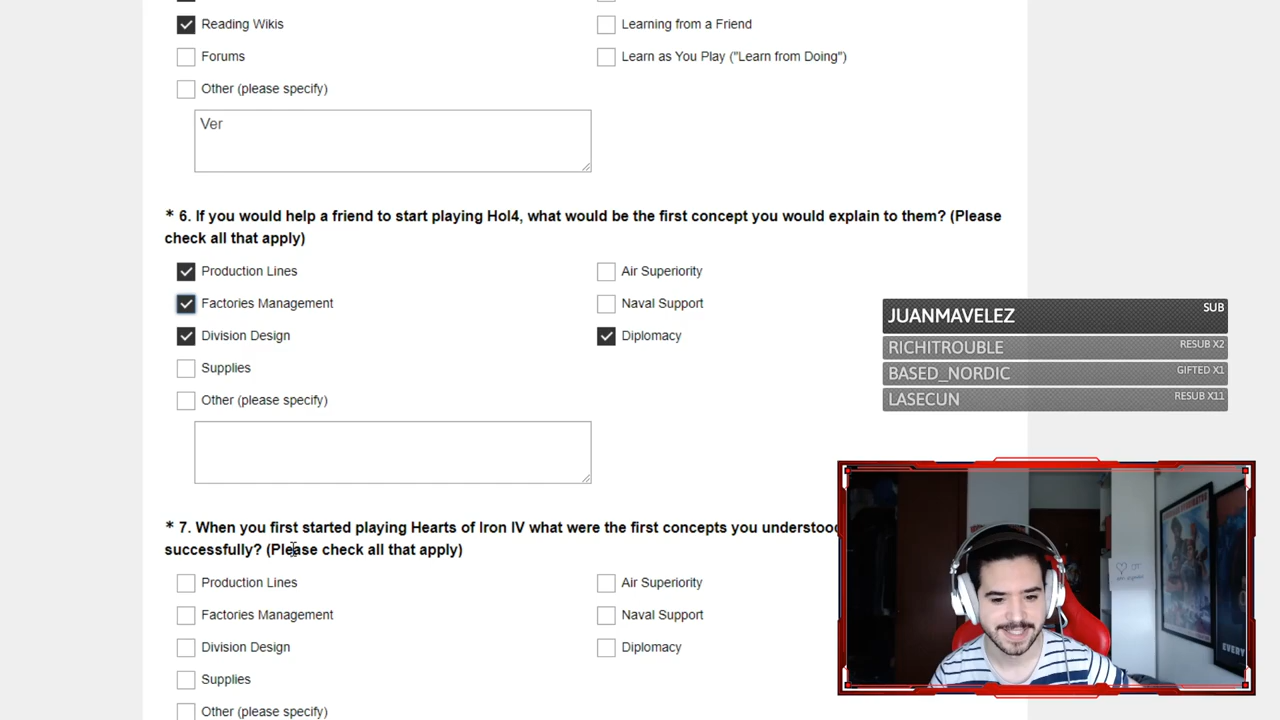 Reading Wikis
Learning from a Friend
Forums
Learn as You Play ("Learn from Doing")
Other (please specify)
Ver
* 6. If you would help a friend to start playing HoI4, what would be the first concept you would explain to them? (Please
check all that apply)
Production Lines
Air Superiority
Factories Management
Naval Support
Division Design
Diplomacy
Supplies
Other (please specify)
JUANMAVELEZ SUB
RICHITROUBLE RESUB X2
BASED_NORDIC GIFTED X1
LASECUN RESUB X11
* 7. When you first started playing Hearts of Iron IV what were the first concepts you understood
successfully? (Please check all that apply)
Production Lines
Air Superiority
Factories Management
Naval Support
Division Design
Diplomacy
Supplies
Other (please specify)
EVERY